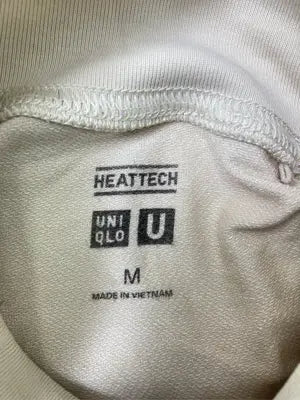 HEATTECH
UNI
QLO U
M
MADE IN VIETNAM